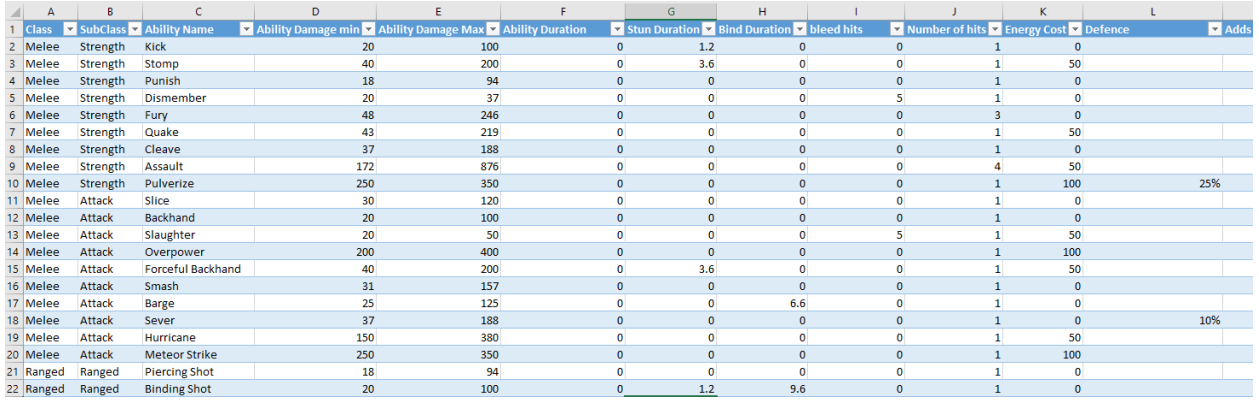 A B C D E F G H I J K L
1 Class SubClass Ability Name Ability Damage min Ability Damage Max Ability Duration Stun Duration Bind Duration bleed hits Number of hits Energy Cost Defence Adds
2 Melee Strength Kick 20 100 0 1.2 0 0 1 0
3 Melee Strength Stomp 40 200 0 3.6 0 0 1 50
4 Melee Strength Punish 18 94 0 0 0 0 1 0
5 Melee Strength Dismember 20 37 0 0 0 5 1 0
6 Melee Strength Fury 48 246 0 0 0 0 3 0
7 Melee Strength Quake 43 219 0 0 0 0 1 50
8 Melee Strength Cleave 37 188 0 0 0 0 1 0
9 Melee Strength Assault 172 876 0 0 0 0 4 50
10 Melee Strength Pulverize 250 350 0 0 0 0 1 100 25%
11 Melee Attack Slice 30 120 0 0 0 0 1 0
12 Melee Attack Backhand 20 100 0 0 0 0 1 0
13 Melee Attack Slaughter 20 50 0 0 0 5 1 50
14 Melee Attack Overpower 200 400 0 0 0 0 1 100
15 Melee Attack Forceful Backhand 40 200 0 3.6 0 0 1 50
16 Melee Attack Smash 31 157 0 0 0 0 1 0
17 Melee Attack Barge 25 125 0 0 6.6 0 1 0
18 Melee Attack Sever 37 188 0 0 0 0 1 0 10%
19 Melee Attack Hurricane 150 380 0 0 0 0 1 50
20 Melee Attack Meteor Strike 250 350 0 0 0 0 1 100
21 Ranged Ranged Piercing Shot 18 94 0 0 0 0 1 0
22 Ranged Ranged Binding Shot 20 100 0 1.2 9.6 0 1 0